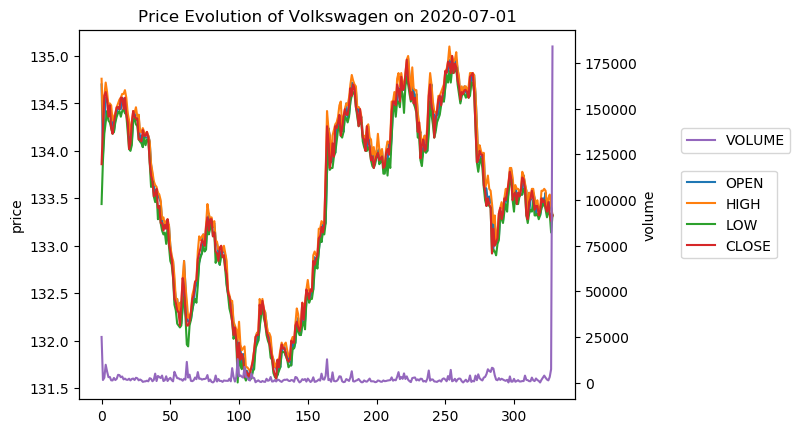 Price Evolution of Volkswagen on 2020-07-01
135.0
134.5
134.0
133.5
133.0
132.5
132.0
131.5
price
0
50
100
150
200
250
300
175000
150000
125000
100000
75000
50000
25000
0
volume
VOLUME
OPEN
HIGH
LOW
CLOSE